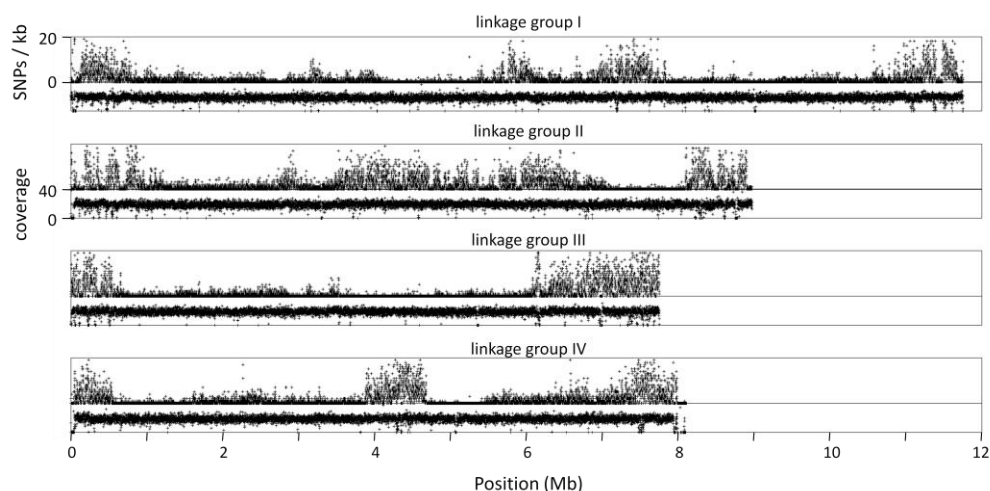 linkage group I
SNPs / kb
20
0
linkage group II
coverage
40
0
linkage group III
linkage group IV
0 2 4 6 8 10 12
Position (Mb)